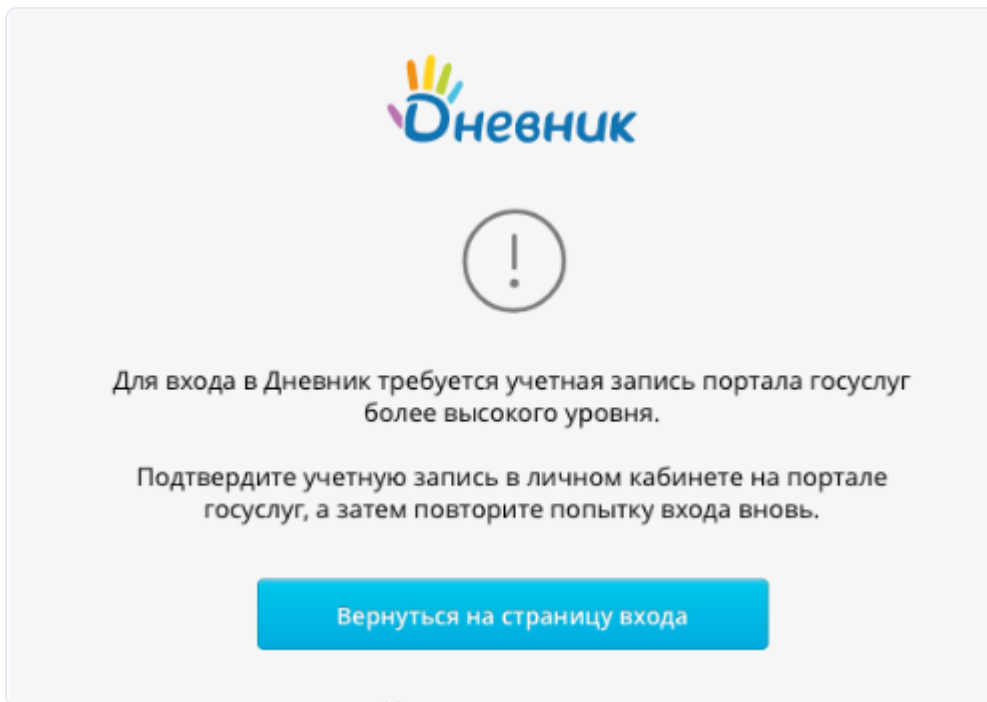 Дневник
Для входа в Дневник требуется учетная запись портала госуслуг
более высокого уровня.
Подтвердите учетную запись в личном кабинете на портале
госуслуг, а затем повторите попытку входа вновь.
Вернуться на страницу входа